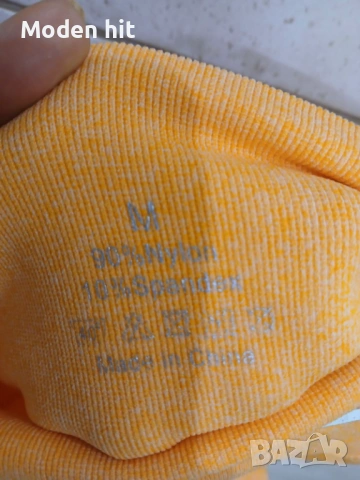 Moden hit
M
90%Nylon
10%Spandex
Made in China
BAZAR